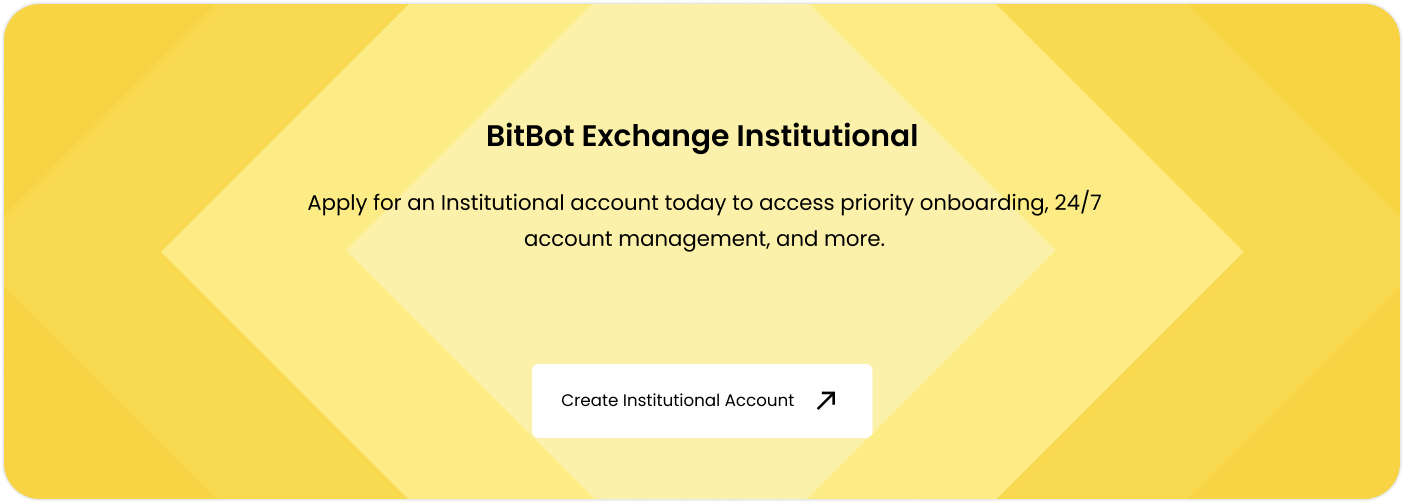 BitBot Exchange Institutional
Apply for an Institutional account today to access priority onboarding, 24/7
account management, and more.
Create Institutional Account